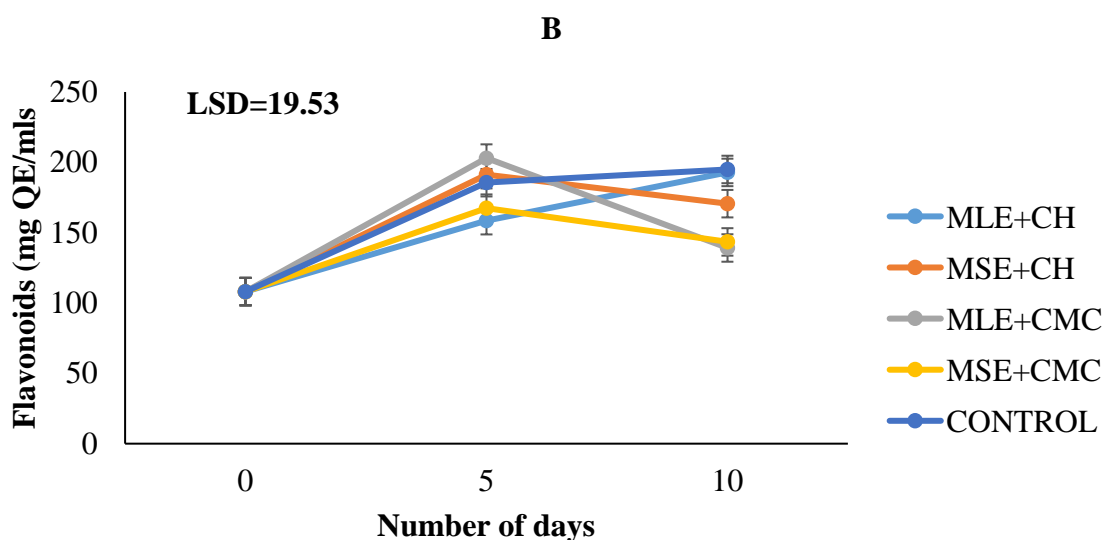 B
LSD=19.53
Flavonoids (mg QE/mls
250
200
150
100
50
0
0 5 10
Number of days
MLE+CH
MSE+CH
MLE+CMC
MSE+CMC
CONTROL